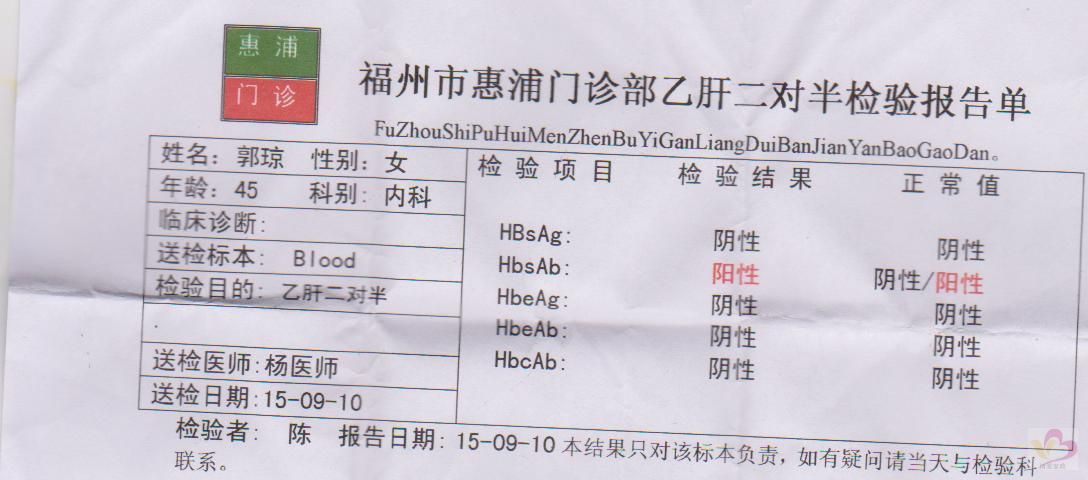 惠浦
门诊
福州市惠浦门诊部乙肝二对半检验报告单
FuZhouShiPuHuiMenZhenBuYiGanLiangDuiBanJianYanBaoGaoDan。
姓名：郭琼 性别：女
年龄：45 科别：内科
临床诊断：
送检标本： Blood
检验目的：乙肝二对半
送检医师：杨医师
送检日期：15-09-10
检验项目 检验结果 正常值
HBsAg： 阴性 阴性
HbsAb： 阳性 阴性/阳性
HbeAg： 阴性 阴性
HbeAb： 阴性 阴性
HbcAb： 阴性 阴性
检验者： 陈 报告日期：15-09-10 本结果只对该标本负责，如有疑问请当天与检验科
联系。